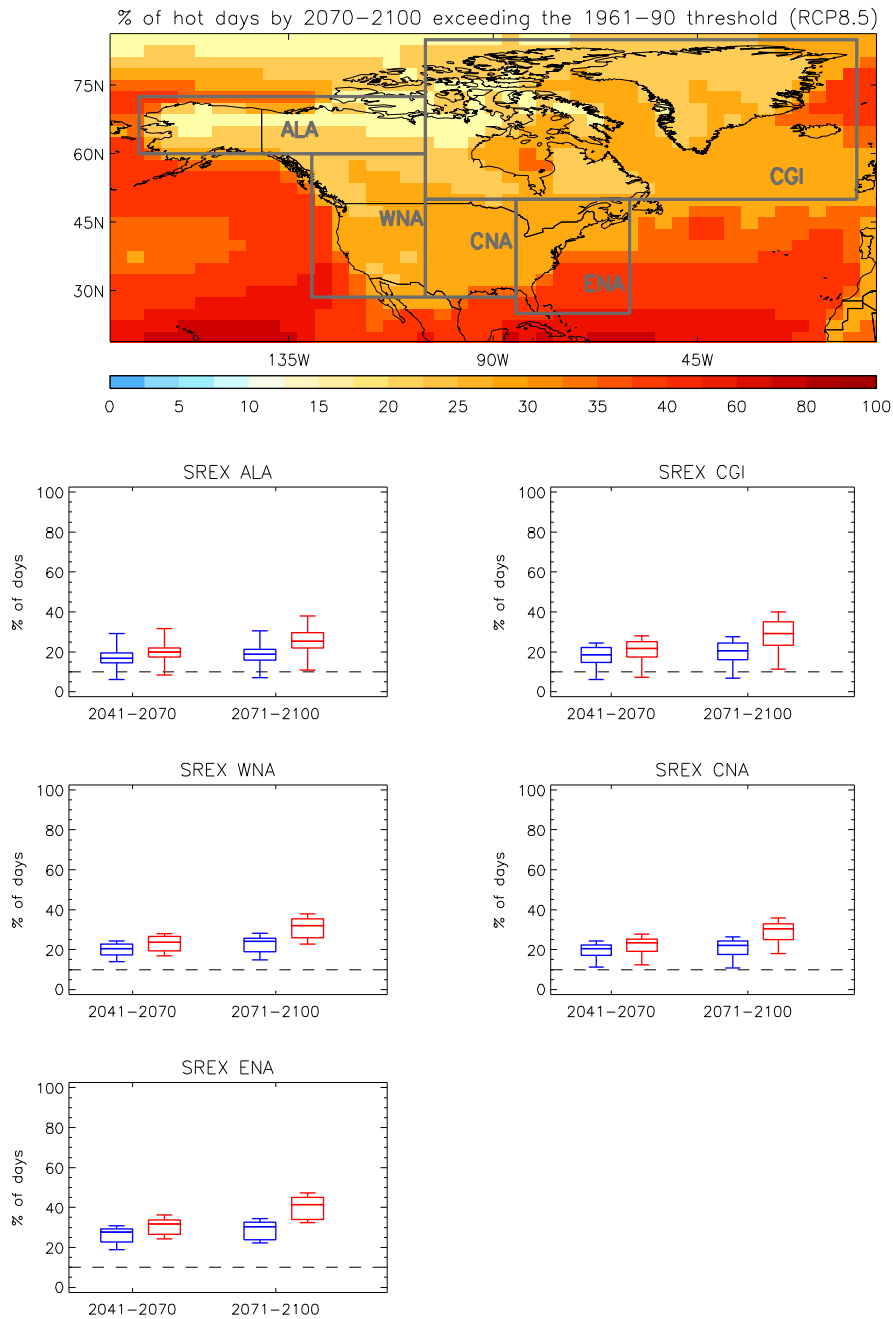 % of hot days by 2070−2100 exceeding the 1961−90 threshold (RCP8.5)
75N
60N
45N
30N
ALA
WNA
CNA
ENA
CGI
135W 90W 45W
0 5 10 15 20 25 30 35 40 60 80 100
SREX ALA
% of days
100
80
60
40
20
0
2041−2070 2071−2100
SREX CGI
% of days
100
80
60
40
20
0
2041−2070 2071−2100
SREX WNA
% of days
100
80
60
40
20
0
2041−2070 2071−2100
SREX CNA
% of days
100
80
60
40
20
0
2041−2070 2071−2100
SREX ENA
% of days
100
80
60
40
20
0
2041−2070 2071−2100